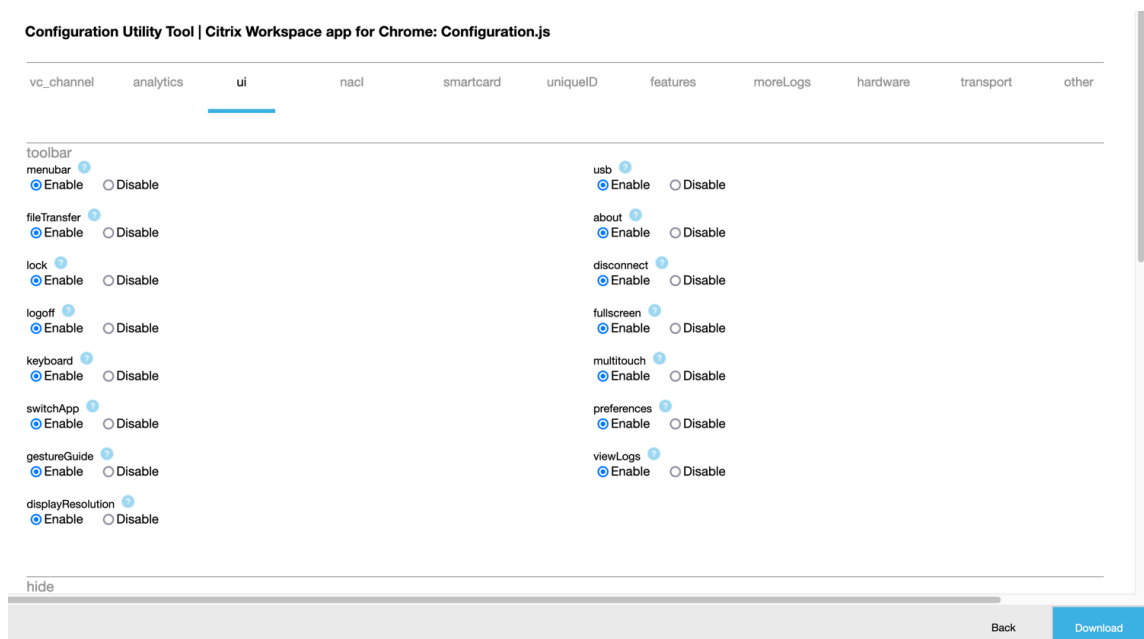 Configuration Utility Tool | Citrix Workspace app for Chrome: Configuration.js
vc_channel analytics ui nacl smartcard uniqueID features moreLogs hardware transport other
toolbar
menubar ?
Enable Disable
fileTransfer ?
Enable Disable
lock ?
Enable Disable
logoff ?
Enable Disable
keyboard ?
Enable Disable
switchApp ?
Enable Disable
gestureGuide ?
Enable Disable
displayResolution ?
Enable Disable
usb ?
Enable Disable
about ?
Enable Disable
disconnect ?
Enable Disable
fullscreen ?
Enable Disable
multitouch ?
Enable Disable
preferences ?
Enable Disable
viewLogs ?
Enable Disable
hide
Back Download